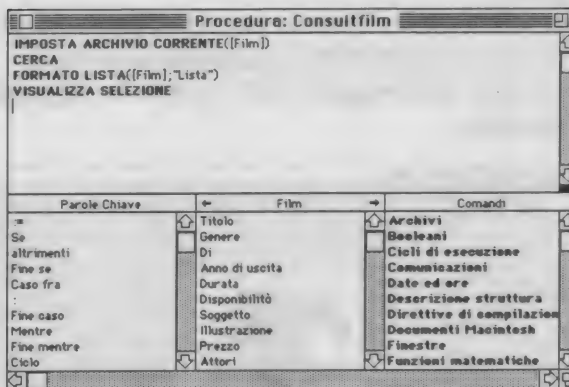 Procedura: Consultfilm
IMPOSTA ARCHIVIO CORRENTE([Film])
CERCA
FORMATO LISTA([Film];"Lista")
VISUALIZZA SELEZIONE
Parole Chiave
:=
Se
altrimenti
Fine se
Caso fra
:
Fine caso
Mentre
Fine mentre
Ciclo
← Film →
Titolo
Genere
Di
Anno di uscita
Durata
Disponibilità
Soggetto
Illustrazione
Prezzo
Attori
Comandi
Archivi
Booleani
Cicli di esecuzione
Comunicazioni
Date ed ore
Descrizione struttura
Direttive di compilazion
Documenti Macintosh
Finestre
Funzioni matematiche